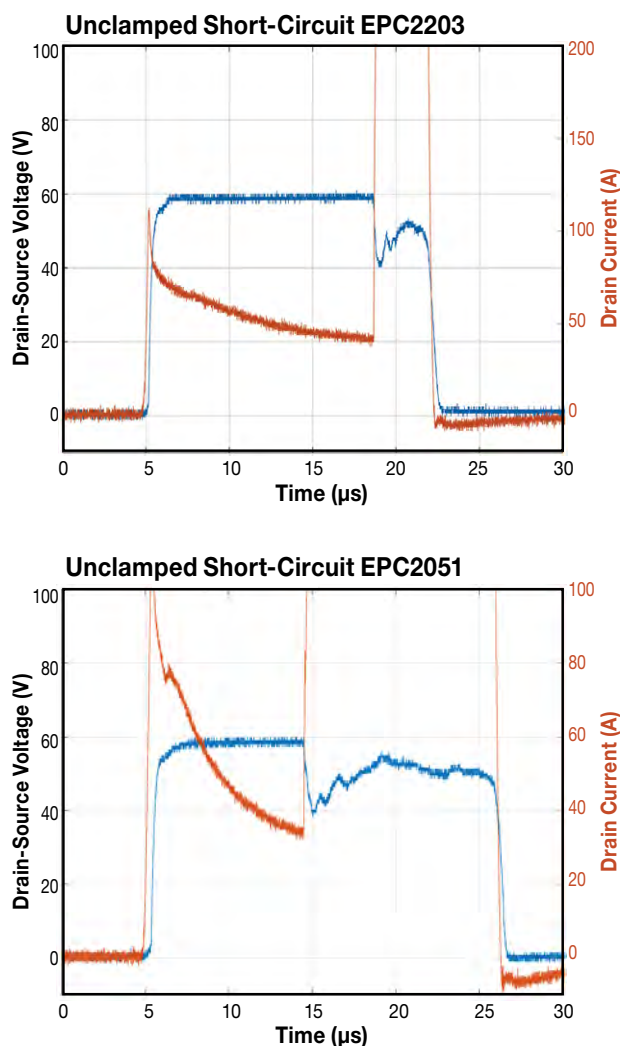 Unclamped Short-Circuit EPC2203
100
80
60
40
20
0
Drain-Source Voltage (V)
200
150
100
50
0
Drain Current (A)
0 5 10 15 20 25 30
Time (µs)
Unclamped Short-Circuit EPC2051
100
80
60
40
20
0
Drain-Source Voltage (V)
100
80
60
40
20
0
Drain Current (A)
0 5 10 15 20 25 30
Time (µs)